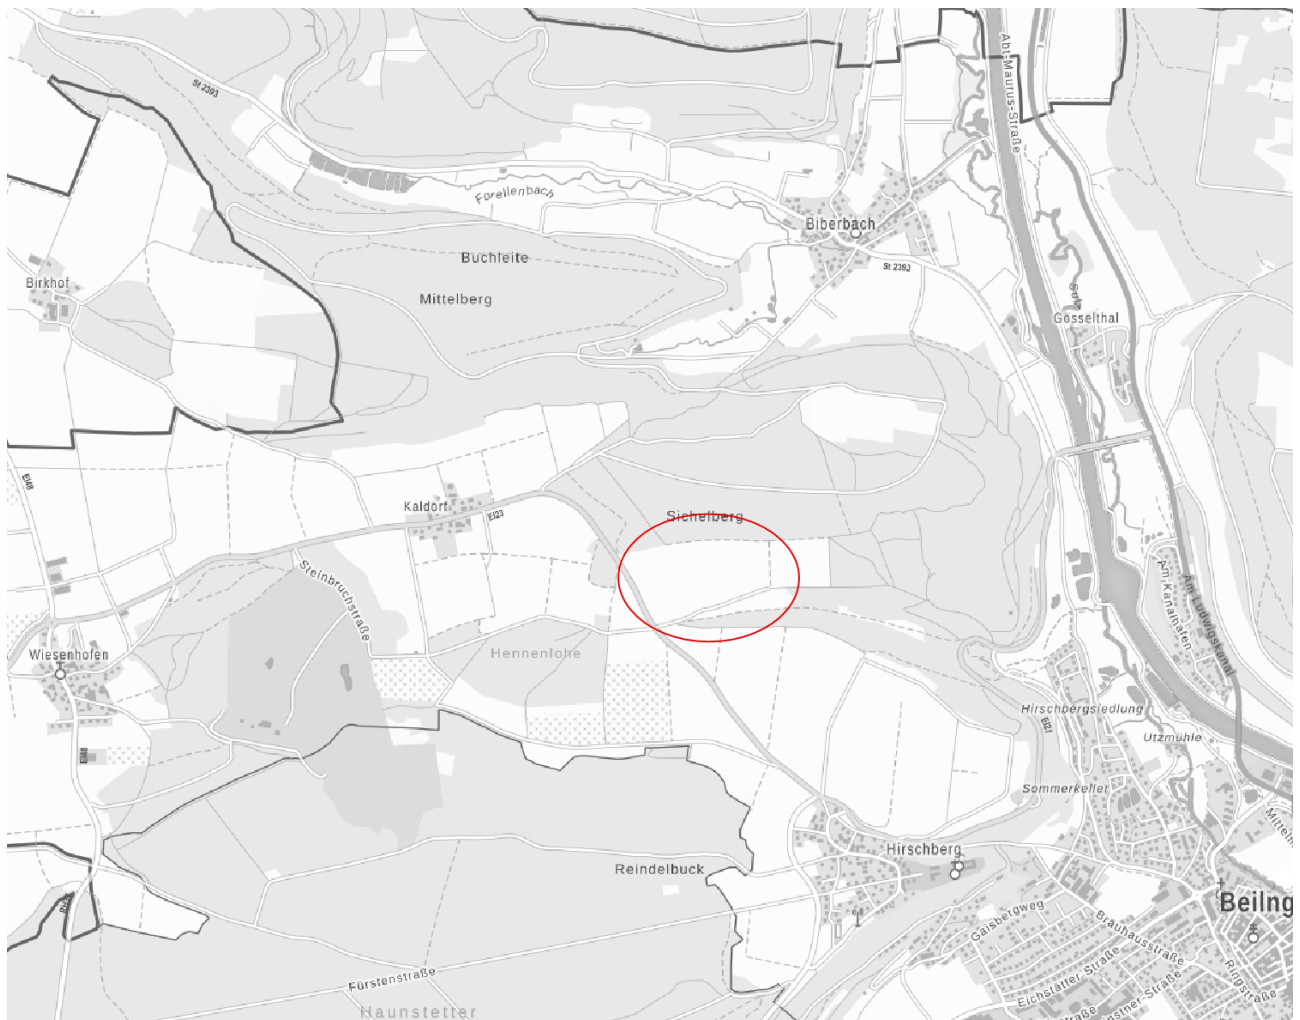 St 2393
Abt-Maurus-Straße
Forellenbach
Biberbach
St 2393
Buchleite
Birkhof
Mittelberg
Sulz
Gösselthal
EI48
Kaldorf
EI23
Sichelberg
Steinbruchstraße
Am Kanalhafen
Am Ludwigskanal
Wiesenhofen
Hennenlohe
Hirschbergsiedlung
EI21
Utzmühle
EI48
Sommerkeller
Hirschberg
Reindelbuck
Beilng
Gaisbergweg
Brauhausstraße
Eichstätter Straße
Ringstraße
Fürstenstraße
Haunstetter